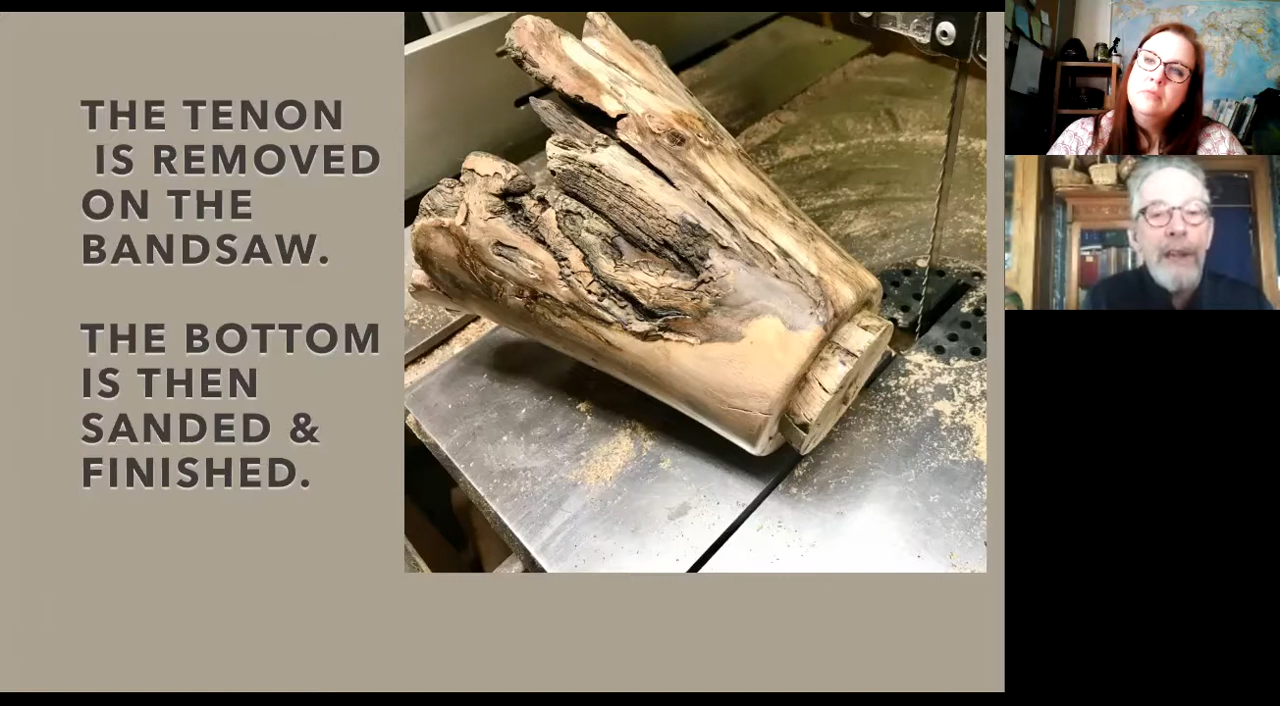 THE TENON
IS REMOVED
ON THE
BANDSAW.
THE BOTTOM
IS THEN
SANDED &
FINISHED.